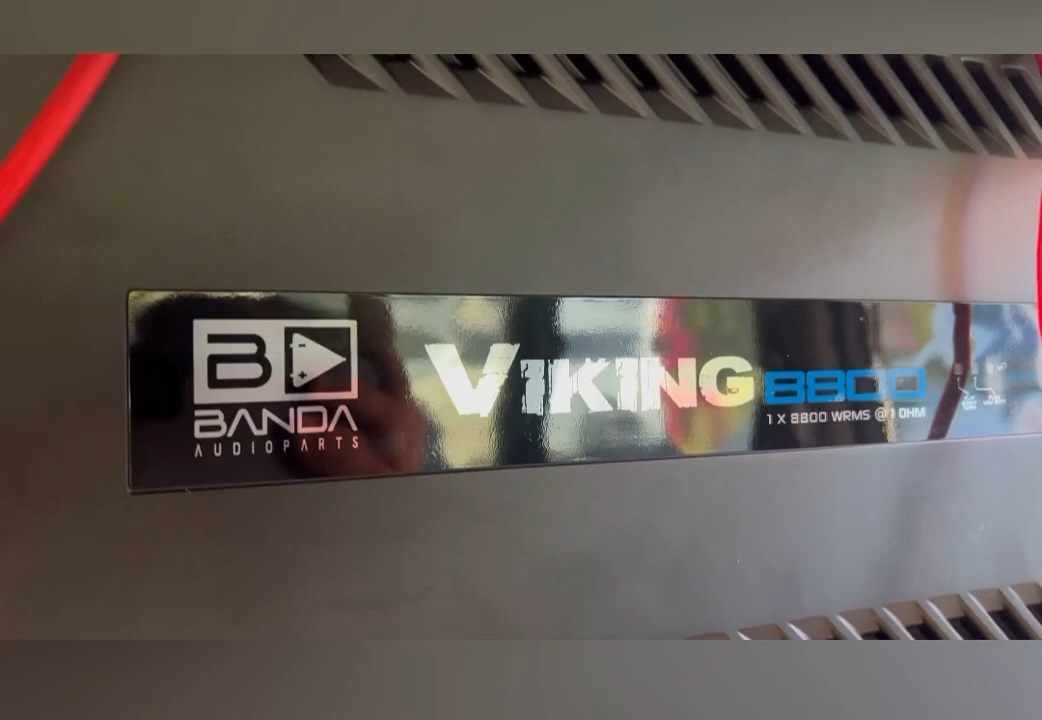 B
BANDA
AUDIOPARTS
VIKING 8800
1 X 8800 WRMS @ 1 OHM